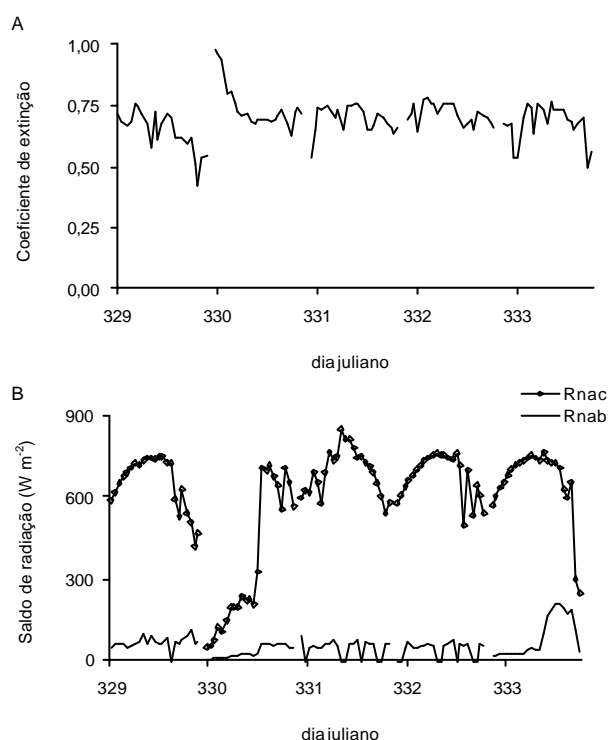 A
1,00
0,75
0,50
0,25
0,00
Coeficiente de extinção
329 330 331 332 333
dia juliano
B
Rnac
Rnab
900
600
300
0
Saldo de radiação (W m-2)
329 330 331 332 333
dia juliano